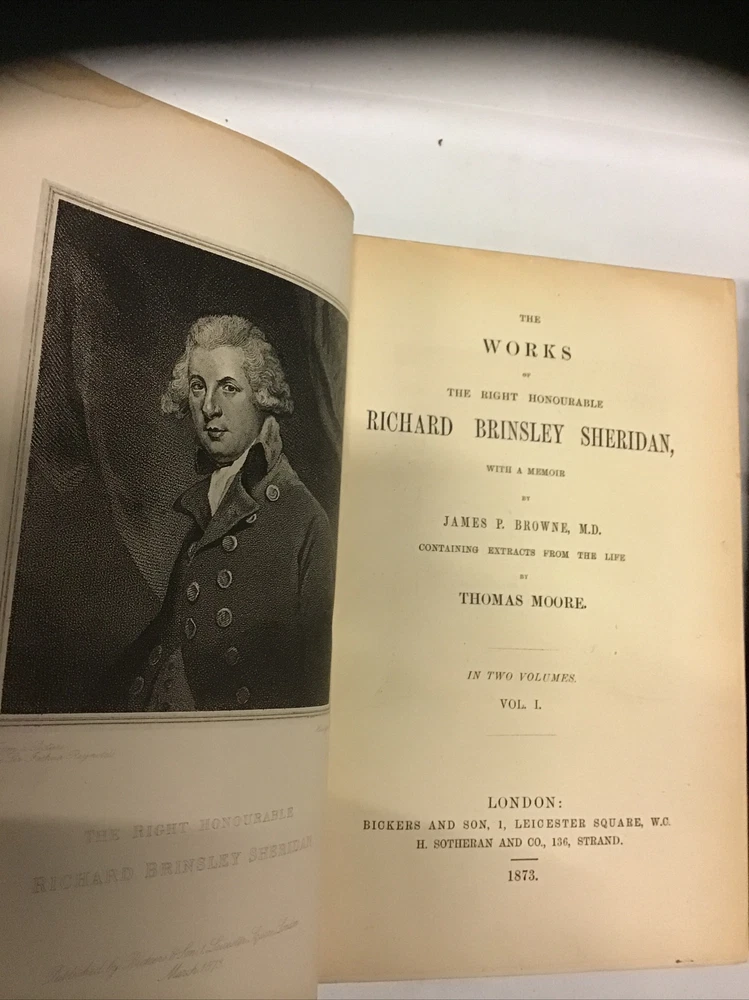 THE RIGHT HONOURABLE
RICHARD BRINSLEY SHERIDAN
THE
WORKS
OF
THE RIGHT HONOURABLE
RICHARD BRINSLEY SHERIDAN,
WITH A MEMOIR
BY
JAMES P. BROWNE, M.D.
CONTAINING EXTRACTS FROM THE LIFE
BY
THOMAS MOORE.
IN TWO VOLUMES.
VOL. I.
LONDON:
BICKERS AND SON, 1, LEICESTER SQUARE, W.C.
H. SOTHERAN AND CO., 136, STRAND.
1873.